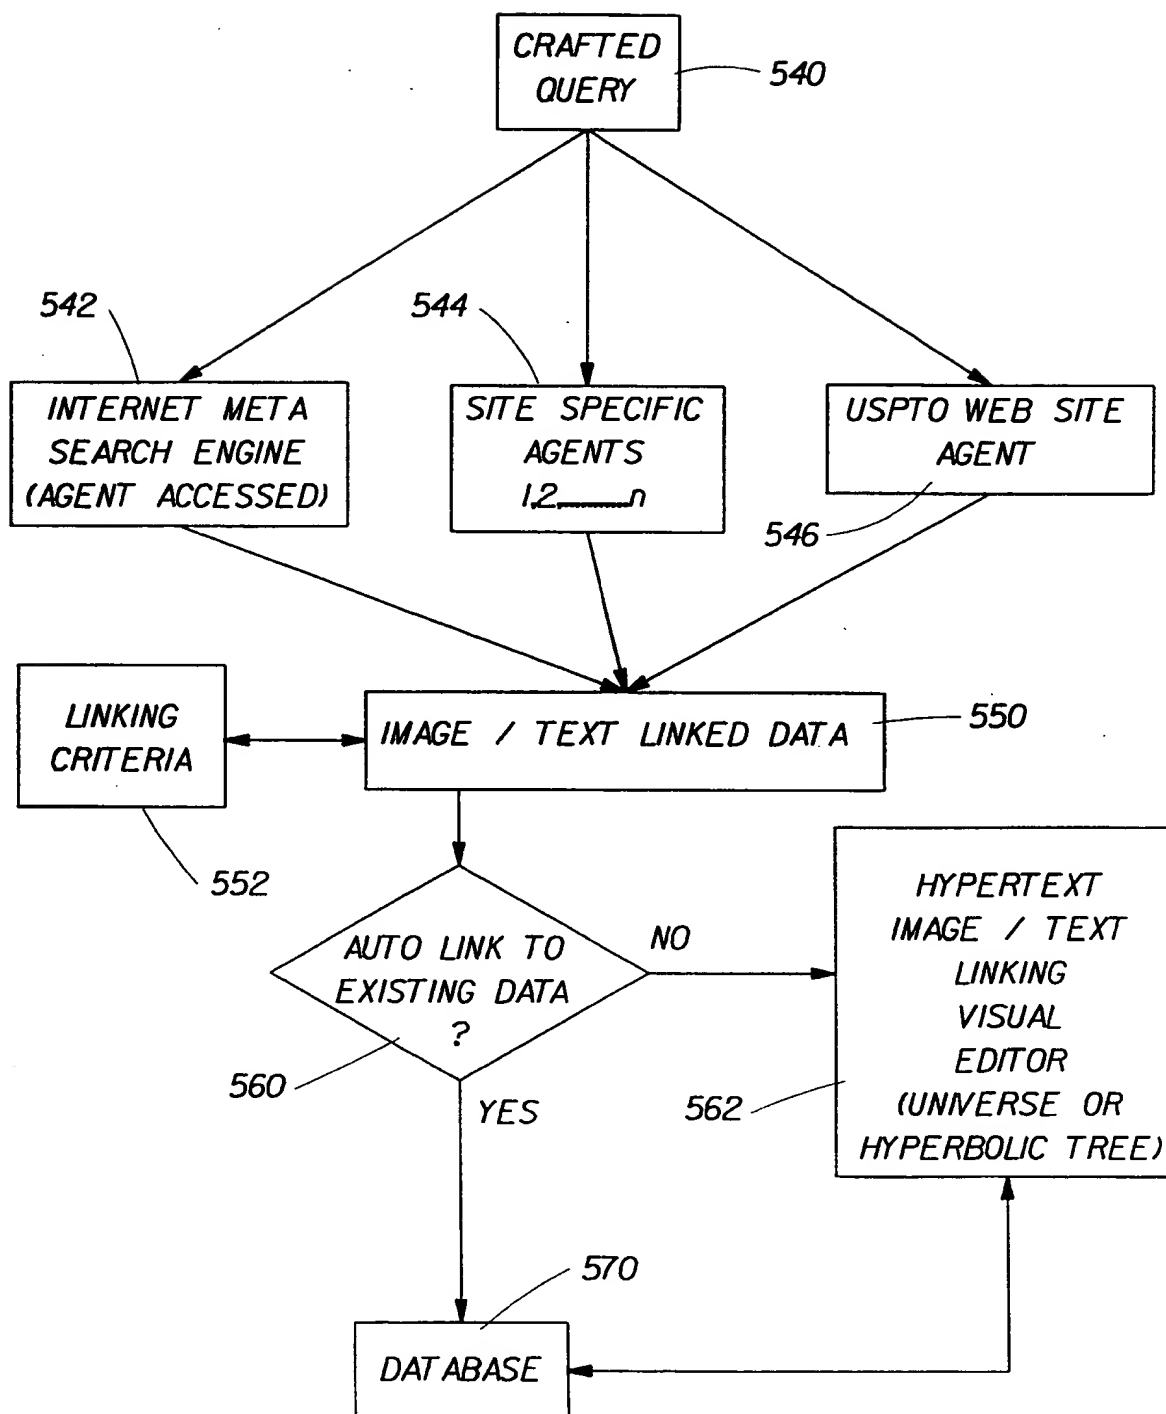 CRAFTED
QUERY
540
542
544
INTERNET META
SEARCH ENGINE
(AGENT ACCESSED)
SITE SPECIFIC
AGENTS
1,2______n
USPTO WEB SITE
AGENT
546
LINKING
CRITERIA
IMAGE / TEXT LINKED DATA
550
552
AUTO LINK TO
EXISTING DATA
?
NO
560
YES
HYPERTEXT
IMAGE / TEXT
LINKING
VISUAL
EDITOR
(UNIVERSE OR
HYPERBOLIC TREE)
562
570
DATABASE